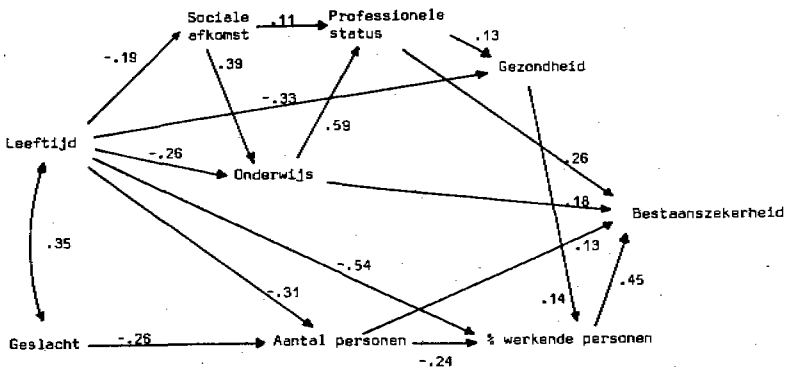 Sociale
afkomst
.11
Professionele
status
.13
-.19
.39
Gezondheid
-.33
.59
Leeftijd
-.26
Onderwijs
.26
.18
Bestaanszekerheid
.35
-.54
.13
-.31
.45
.14
Geslacht
-.26
Aantal personen
% werkende personen
-.24